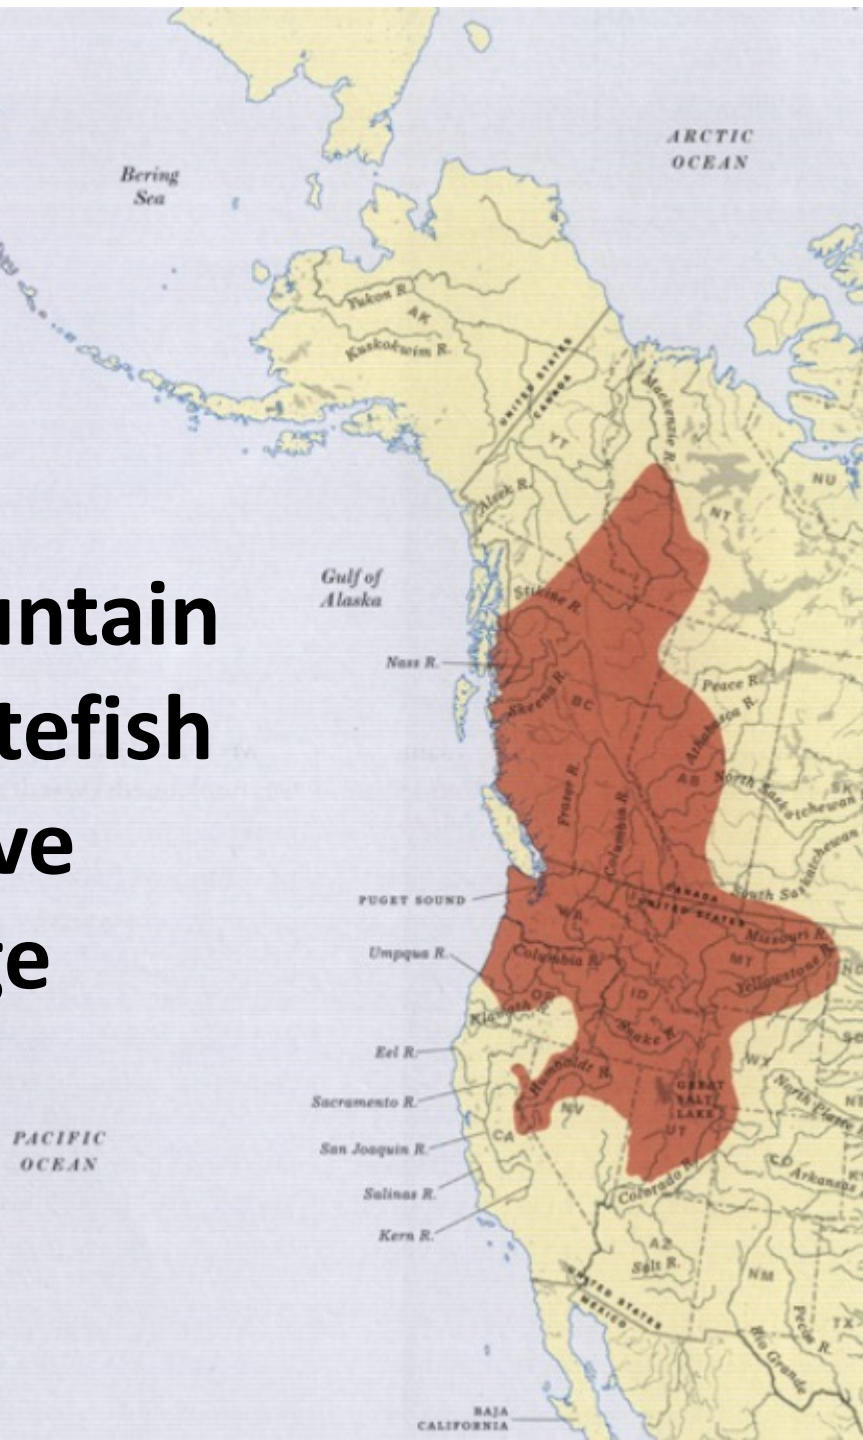 ARCTIC
OCEAN
Bering
Sea
Yukon R.
AK
Kuskokwim R.
UNITED STATES
CANADA
Mackenzie R.
YT
NU
Alsek R.
NT
Gulf of
Alaska
Stikine R.
untain
Nass R.
Peace R.
Skeena R.
BC
Athabasca R.
tefish
AB
North Saskatchewan
SK
Fraser R.
Columbia R.
ve
South Saskatchewan
CANADA
UNITED STATES
PUGET SOUND
WA
Missouri R.
Umpqua R.
Columbia R.
MT
ge
Yellowstone R.
ID
OR
Klamath
Snake R.
Eel R.
WY
Humboldt R.
GREAT
SALT
LAKE
North Platte
Sacramento R.
NV
PACIFIC
OCEAN
CA
UT
San Joaquin R.
CO
Arkansas
Salinas R.
Colorado R.
Kern R.
AZ
Salt R.
NM
UNITED STATES
MEXICO
Pecos R.
TX
Rio Grande
BAJA
CALIFORNIA